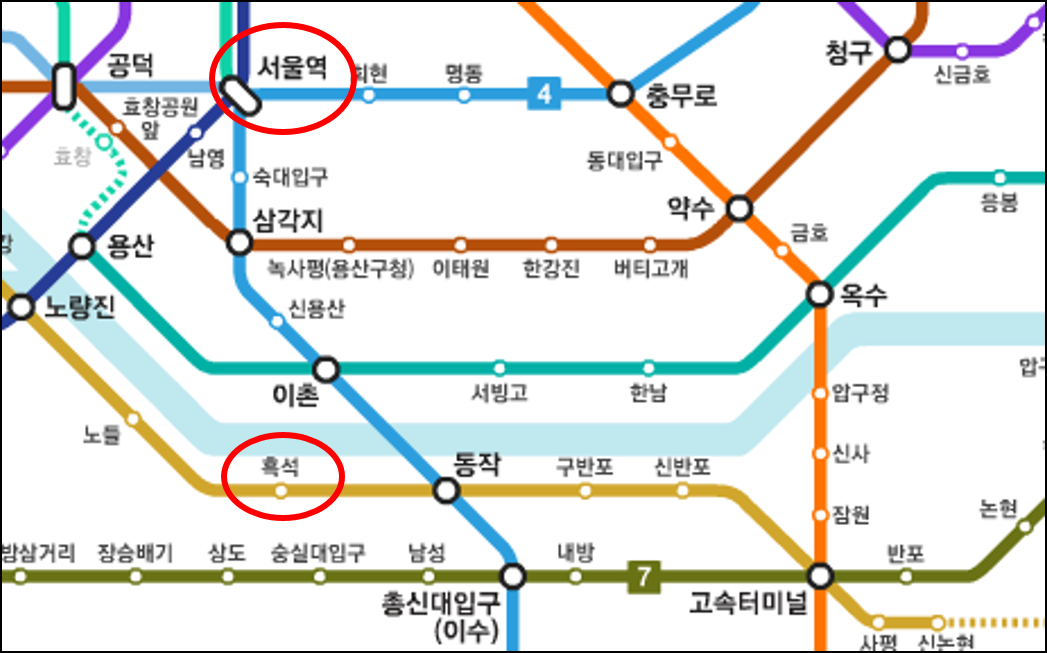 공덕
서울역
회현
명동
4
충무로
청구
신금호
효창공원
앞
효창
남영
숙대입구
동대입구
약수
금호
응봉
용산
삼각지
녹사평(용산구청)
이태원
한강진
버티고개
옥수
노량진
신용산
이촌
서빙고
한남
압구정
노들
흑석
동작
구반포
신반포
신사
잠원
논현
방삼거리
장승배기
상도
숭실대입구
남성
내방
7
반포
총신대입구
(이수)
고속터미널
사평
신논현